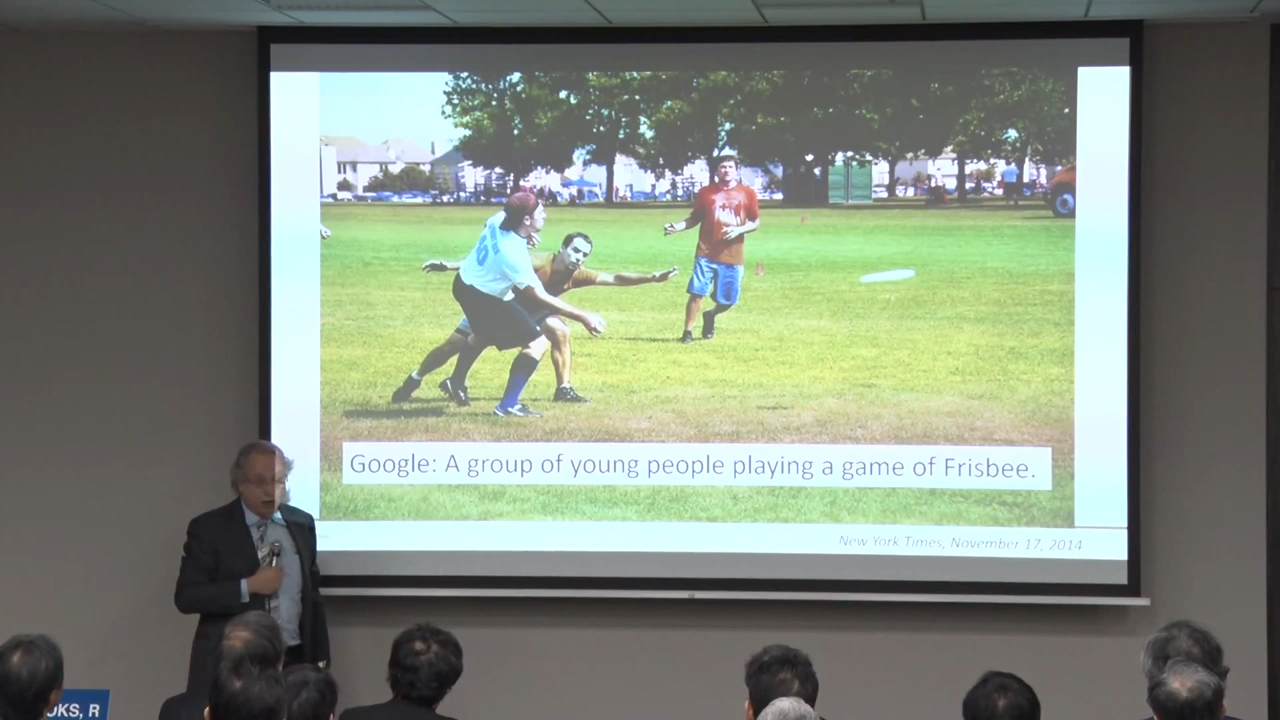 Google: A group of young people playing a game of Frisbee.
New York Times, November 17, 2014
OKS, R